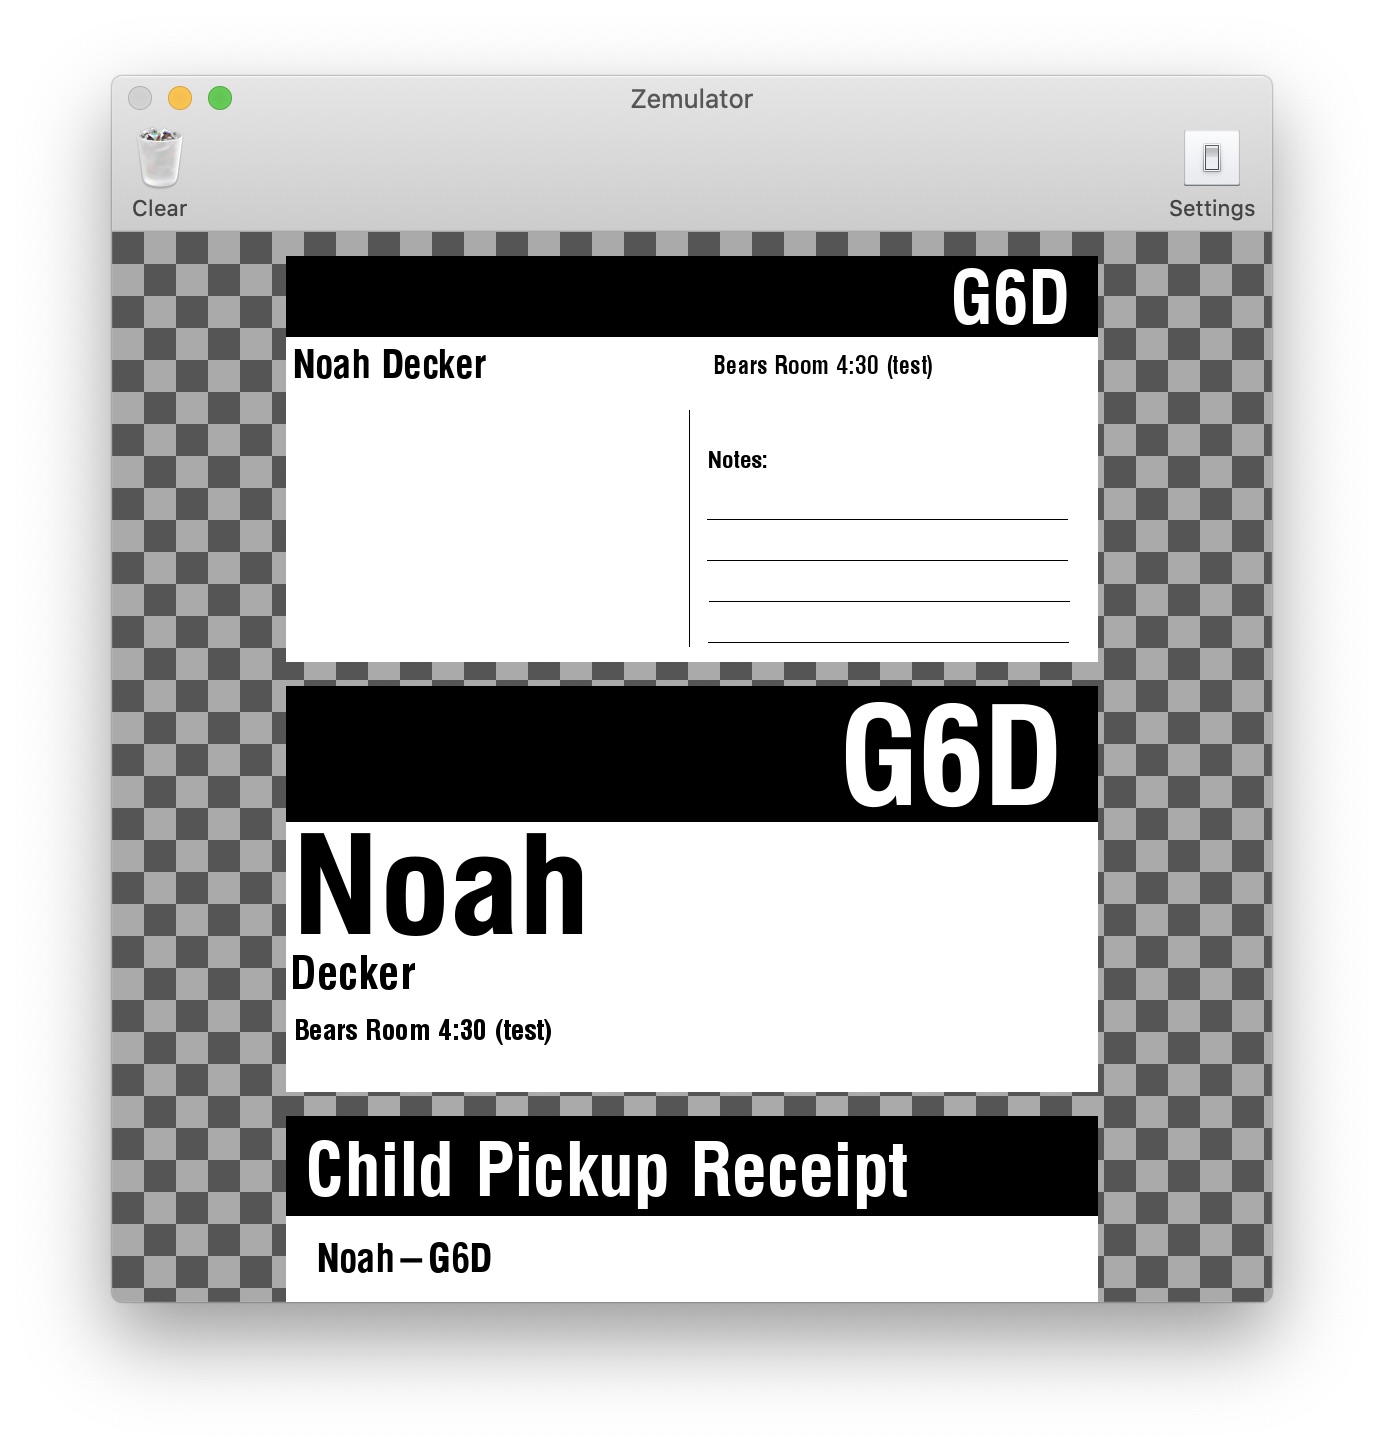 Zemulator
Clear
Settings
G6D
Noah Decker
Bears Room 4:30 (test)
Notes:
G6D
Noah
Decker
Bears Room 4:30 (test)
Child Pickup Receipt
Noah – G6D